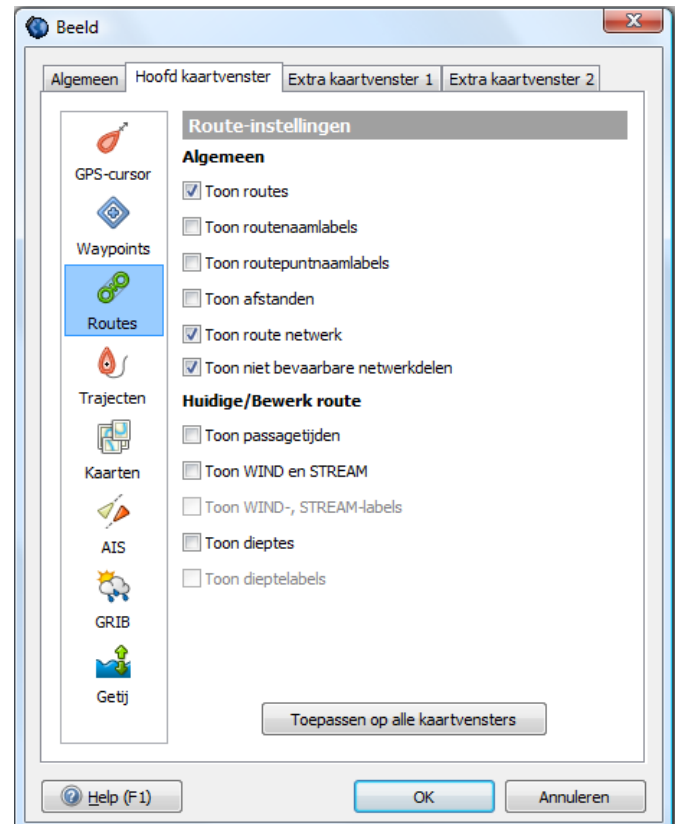 Beeld
Algemeen Hoofd kaartvenster Extra kaartvenster 1 Extra kaartvenster 2
GPS-cursor
Waypoints
Routes
Trajecten
Kaarten
AIS
GRIB
Getij
Route-instellingen
Algemeen
Toon routes
Toon routenaamlabels
Toon routepuntnaamlabels
Toon afstanden
Toon route netwerk
Toon niet bevaarbare netwerkdelen
Huidige/Bewerk route
Toon passagetijden
Toon WIND en STREAM
Toon WIND-, STREAM-labels
Toon dieptes
Toon dieptelabels
Toepassen op alle kaartvensters
Help (F1) OK Annuleren